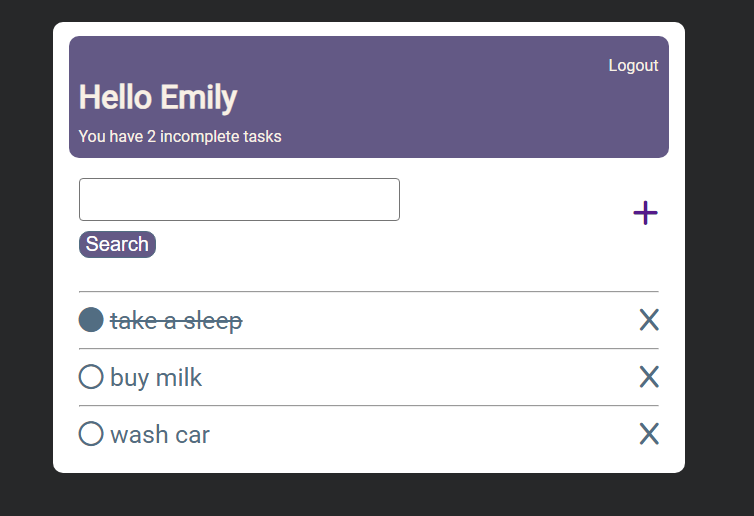 Logout
Hello Emily
You have 2 incomplete tasks
Search
take a sleep
buy milk
wash car